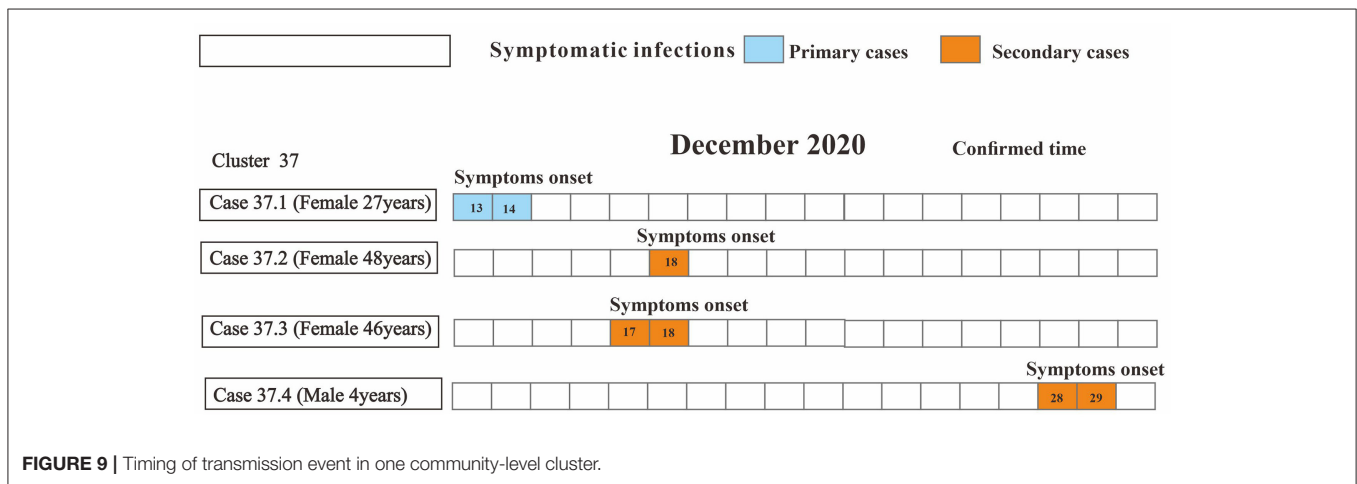 Symptomatic infections Primary cases Secondary cases
December 2020 Confirmed time
Cluster 37
Symptoms onset
Case 37.1 (Female 27years) 13 14
Symptoms onset
Case 37.2 (Female 48years) 18
Symptoms onset
Case 37.3 (Female 46years) 17 18
Symptoms onset
Case 37.4 (Male 4years) 28 29
FIGURE 9 | Timing of transmission event in one community-level cluster.